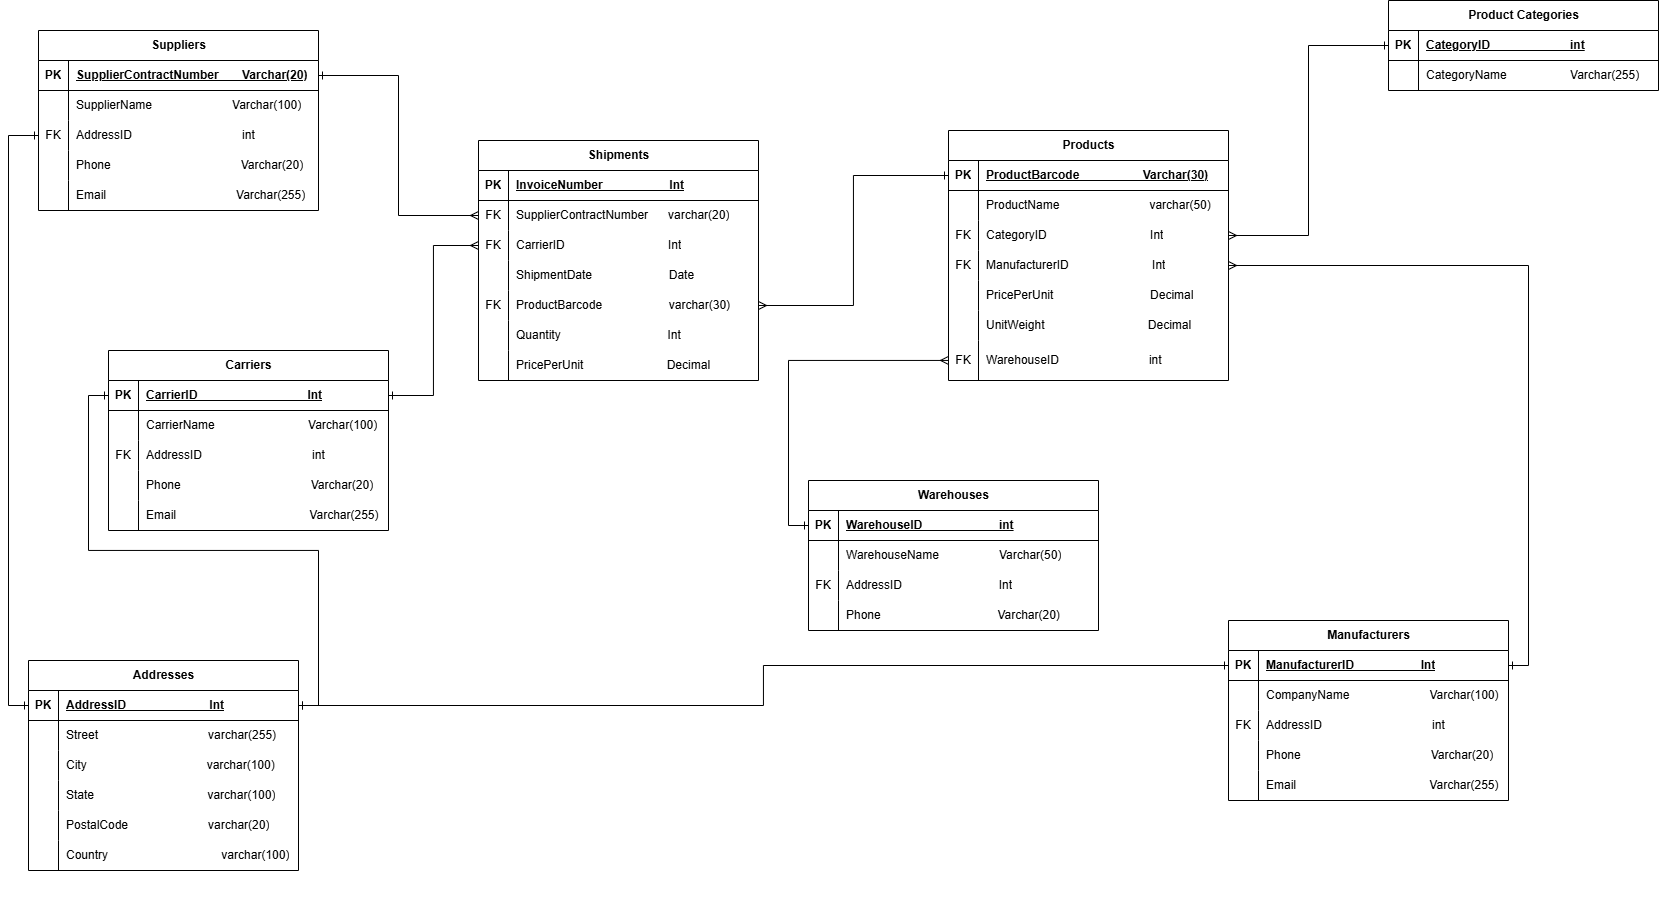 Suppliers
PK SupplierContractNumber Varchar(20)
SupplierName Varchar(100)
FK AddressID int
Phone Varchar(20)
Email Varchar(255)
Shipments
PK InvoiceNumber Int
FK SupplierContractNumber varchar(20)
FK CarrierID Int
ShipmentDate Date
FK ProductBarcode varchar(30)
Quantity Int
PricePerUnit Decimal
Products
PK ProductBarcode Varchar(30)
ProductName varchar(50)
FK CategoryID Int
FK ManufacturerID Int
PricePerUnit Decimal
UnitWeight Decimal
FK WarehouseID int
Product Categories
PK CategoryID int
CategoryName Varchar(255)
Carriers
PK CarrierID Int
CarrierName Varchar(100)
FK AddressID int
Phone Varchar(20)
Email Varchar(255)
Warehouses
PK WarehouseID int
WarehouseName Varchar(50)
FK AddressID Int
Phone Varchar(20)
Addresses
PK AddressID Int
Street varchar(255)
City varchar(100)
State varchar(100)
PostalCode varchar(20)
Country varchar(100)
Manufacturers
PK ManufacturerID Int
CompanyName Varchar(100)
FK AddressID int
Phone Varchar(20)
Email Varchar(255)